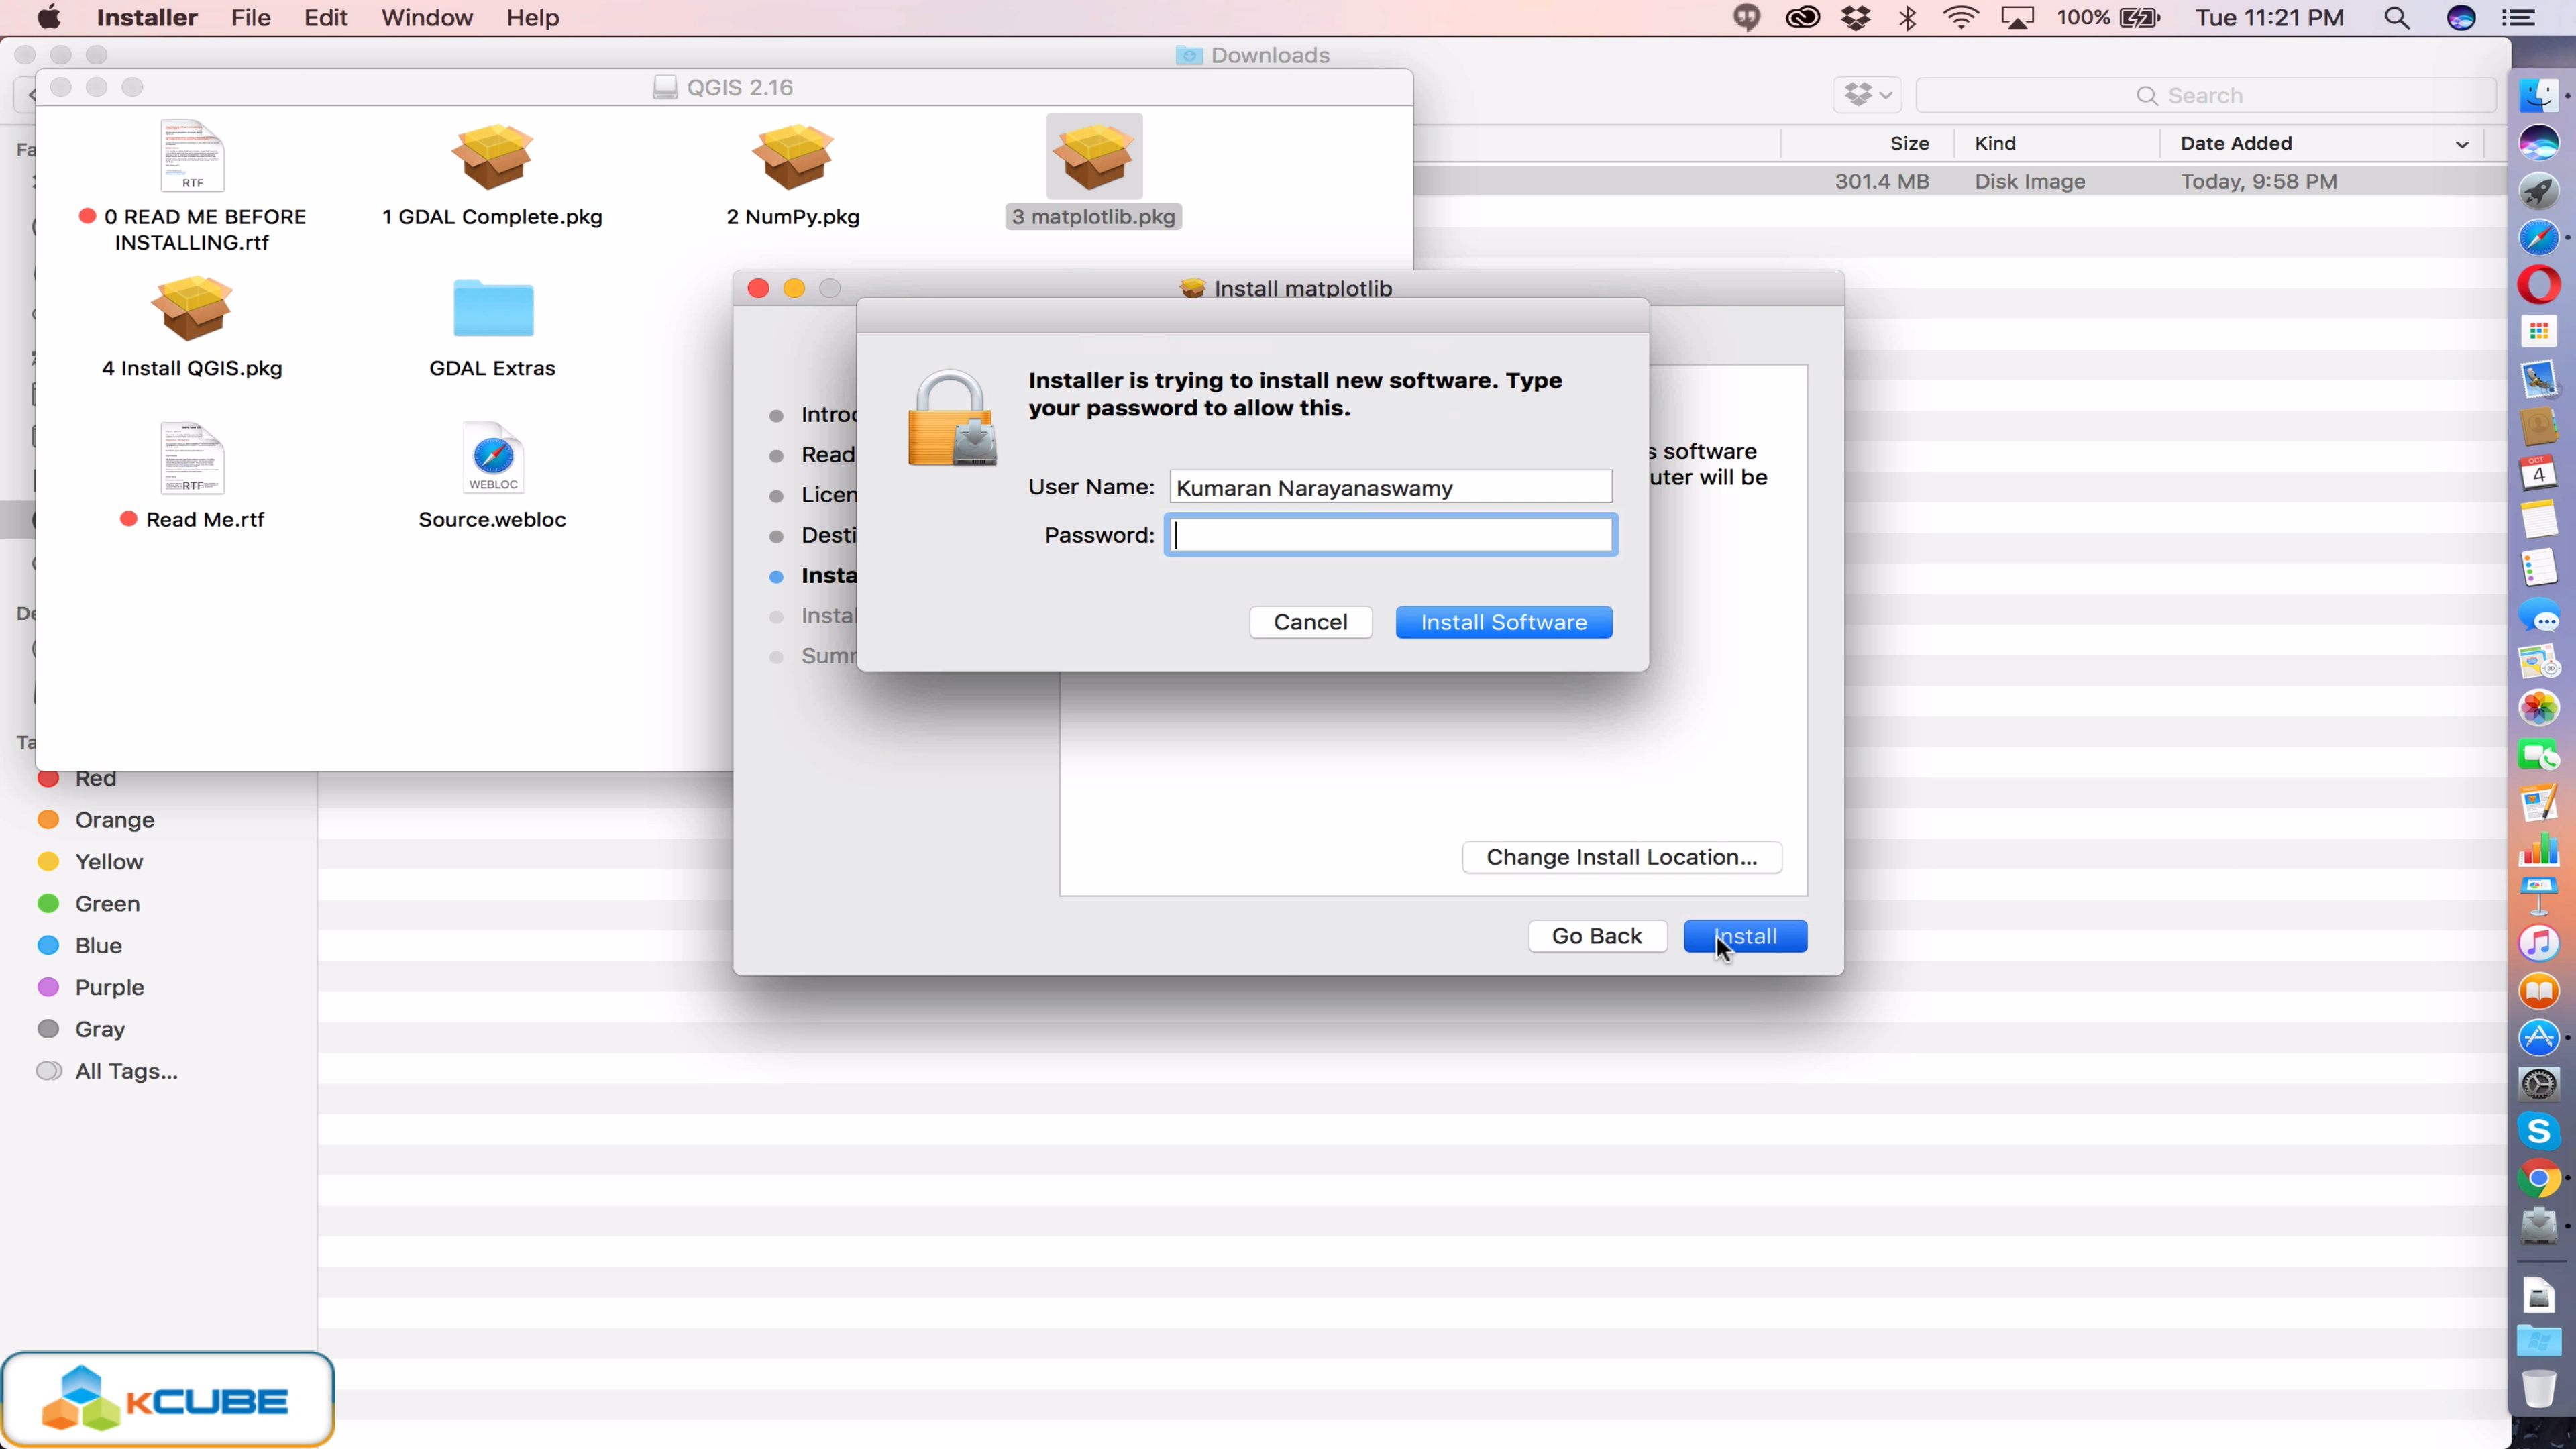 Installer File Edit Window Help 100% Tue 11:21 PM
Downloads
QGIS 2.16
Search
Size Kind Date Added
301.4 MB Disk Image Today, 9:58 PM
RTF
0 READ ME BEFORE
INSTALLING.rtf
1 GDAL Complete.pkg
2 NumPy.pkg
3 matplotlib.pkg
4 Install QGIS.pkg
GDAL Extras
RTF
Read Me.rtf
WEBLOC
Source.webloc
Install matplotlib
Installer is trying to install new software. Type
your password to allow this.
User Name: Kumaran Narayanaswamy
Password:
Cancel Install Software
Read
software
be
Change Install Location...
Go Back Install
Red
Orange
Yellow
Green
Blue
Purple
Gray
All Tags...
OCT
4
KCUBE